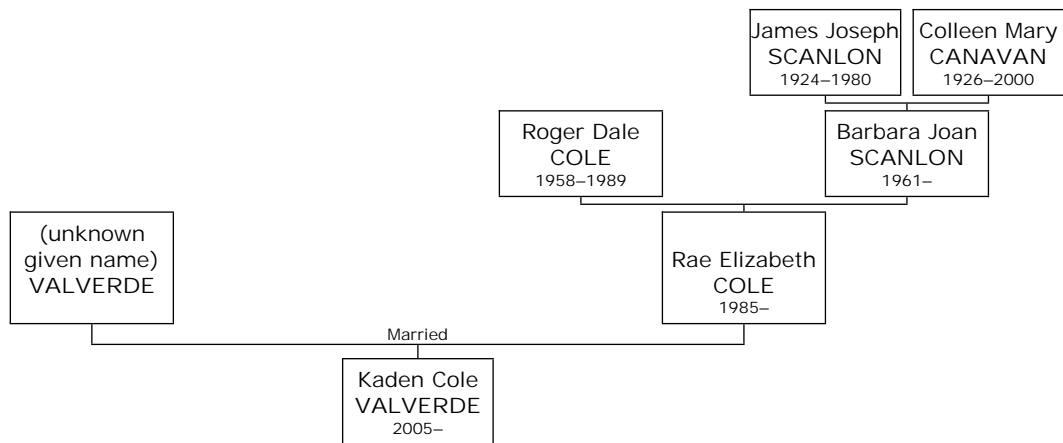 James Joseph
SCANLON
1924–1980
Colleen Mary
CANAVAN
1926–2000
Roger Dale
COLE
1958–1989
Barbara Joan
SCANLON
1961–
(unknown
given name)
VALVERDE
Rae Elizabeth
COLE
1985–
Married
Kaden Cole
VALVERDE
2005–